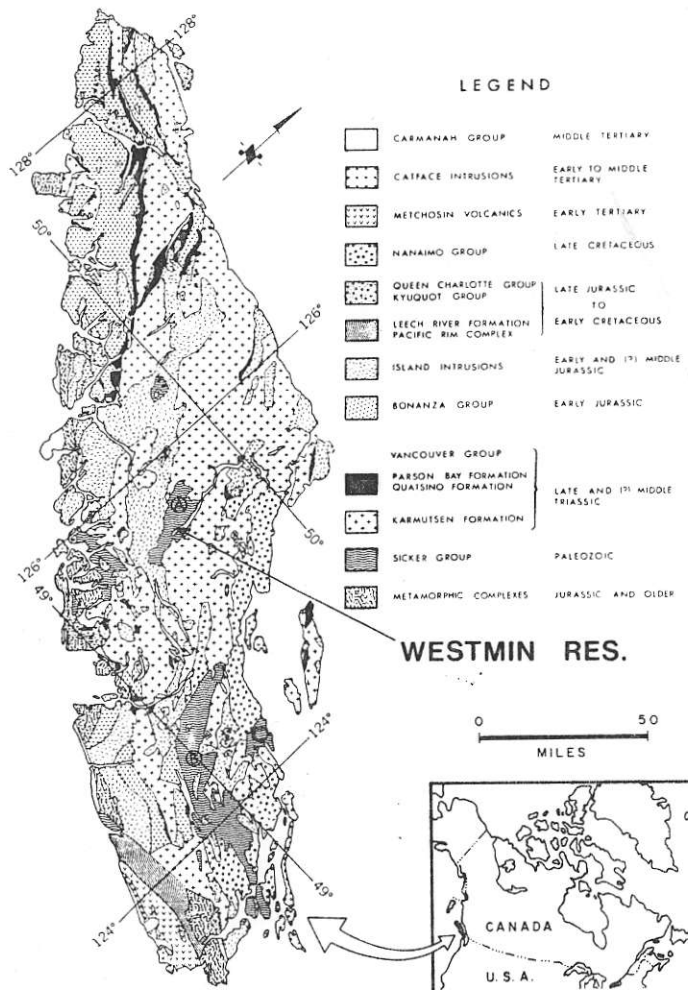 LEGEND
CARMANAH GROUP MIDDLE TERTIARY
CATFACE INTRUSIONS EARLY TO MIDDLE
TERTIARY
METCHOSIN VOLCANICS EARLY TERTIARY
NANAIMO GROUP LATE CRETACEOUS
QUEEN CHARLOTTE GROUP LATE JURASSIC
KYUQUOT GROUP TO
LEECH RIVER FORMATION EARLY CRETACEOUS
PACIFIC RIM COMPLEX
ISLAND INTRUSIONS EARLY AND (?) MIDDLE
JURASSIC
BONANZA GROUP EARLY JURASSIC
VANCOUVER GROUP
PARSON BAY FORMATION LATE AND (?) MIDDLE
QUATSINO FORMATION TRIASSIC
KARMUTSEN FORMATION
SICKER GROUP PALEOZOIC
METAMORPHIC COMPLEXES JURASSIC AND OLDER
128°
128°
50°
126°
A
50°
126°
49°
WESTMIN RES.
124°
B
49°
124°
0 50
MILES
CANADA
U.S.A.